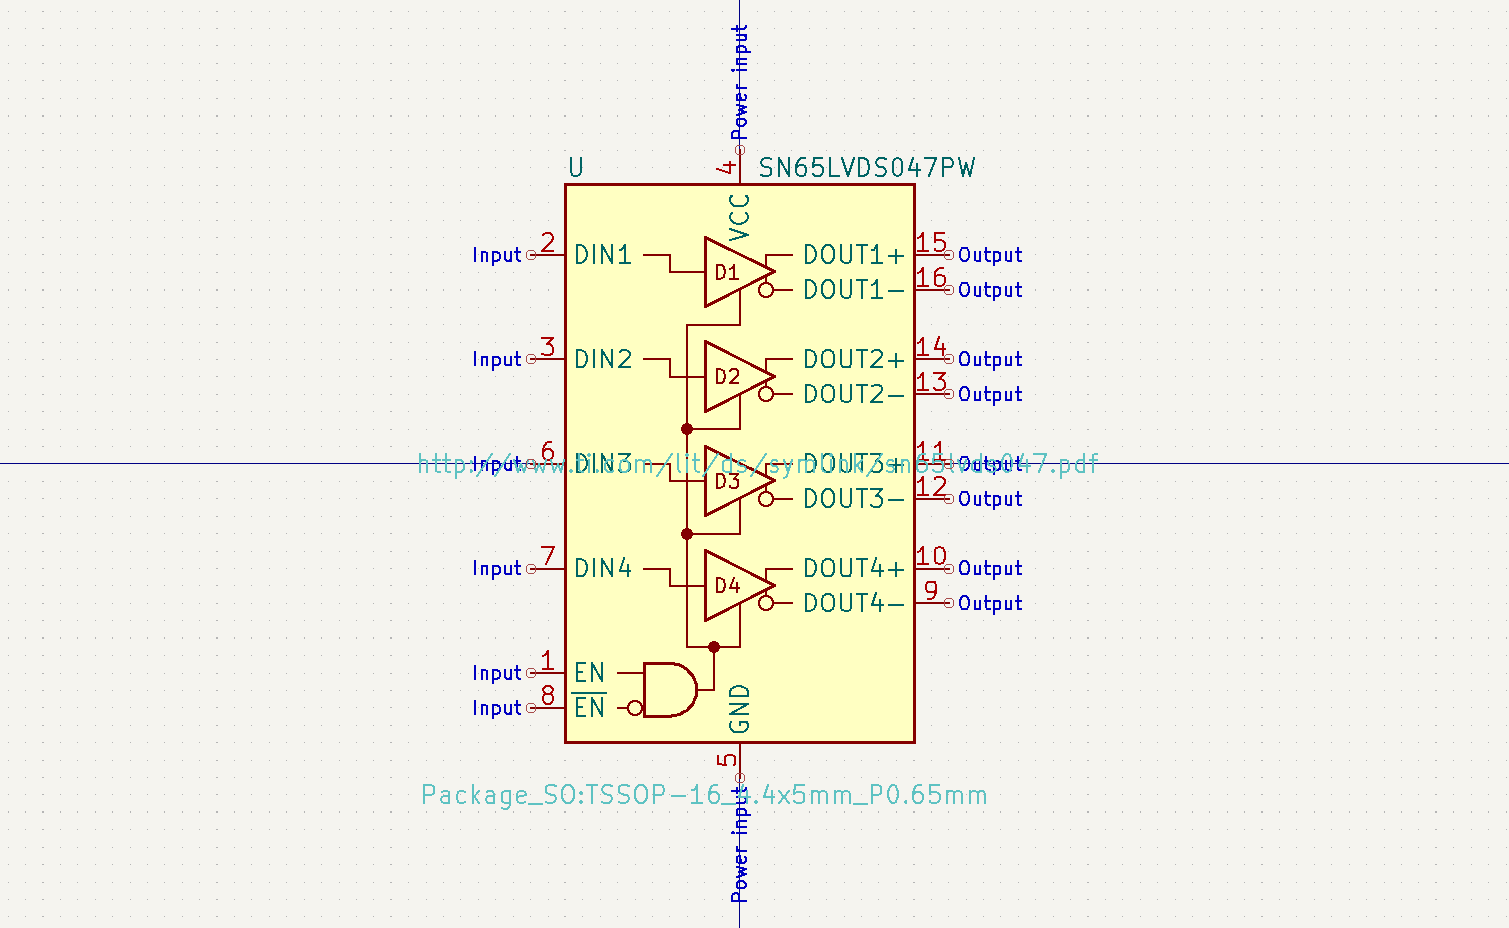 Power input
U 4 SN65LVDS047PW
VCC
Input 2 DIN1 D1 DOUT1+ 15 Output
DOUT1- 16 Output
Input 3 DIN2 D2 DOUT2+ 14 Output
DOUT2- 13 Output
Input 6 DIN3 D3 DOUT3+ 11 Output
http://www.ti.com/lit/ds/symlink/sn65lvds047.pdf
DOUT3- 12 Output
Input 7 DIN4 D4 DOUT4+ 10 Output
DOUT4- 9 Output
Input 1 EN
Input 8 EN
GND
5
Package_SO:TSSOP-16_4.4x5mm_P0.65mm
Power input